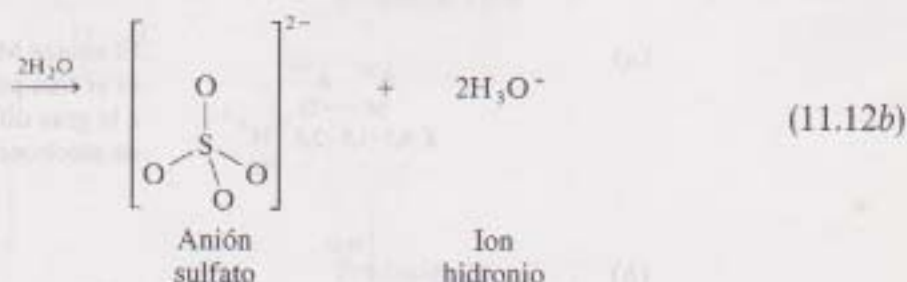 2H₂O
→
[O S O O O]²⁻ + 2H₃O⁺ (11.12b)
Anión sulfato
Ion hidronio